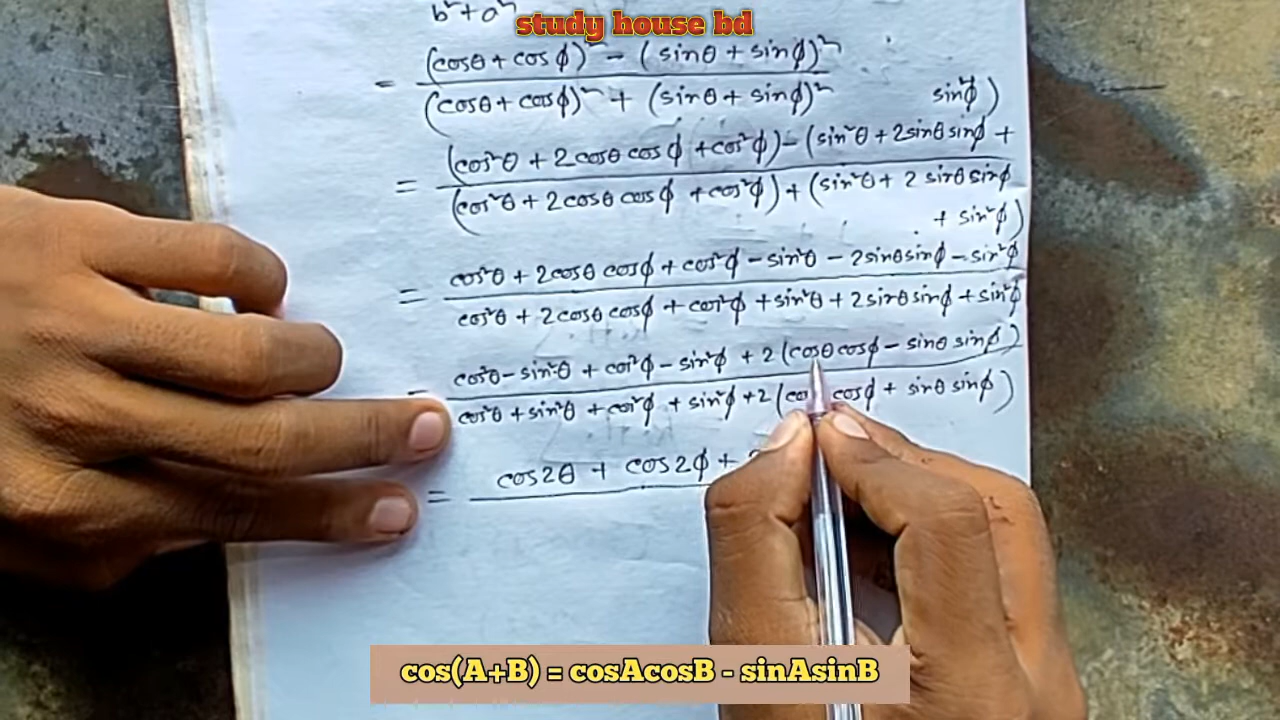 study house bd
b² + a²
= (cosθ + cosϕ)² − (sinθ + sinϕ)²
(cosθ + cosϕ)² + (sinθ + sinϕ)²
sin²ϕ)
= (cos²θ + 2cosθ cosϕ + cos²ϕ) − (sin²θ + 2sinθ sinϕ +
(cos²θ + 2cosθ cosϕ + cos²ϕ) + (sin²θ + 2 sinθ sinϕ
+ sin²ϕ)
= cos²θ + 2cosθ cosϕ + cos²ϕ − sin²θ − 2sinθ sinϕ − sin²ϕ
cos²θ + 2cosθ cosϕ + cos²ϕ + sin²θ + 2sinθ sinϕ + sin²ϕ
= cos²θ − sin²θ + cos²ϕ − sin²ϕ + 2 (cosθ cosϕ − sinθ sinϕ)
cos²θ + sin²θ + cos²ϕ + sin²ϕ + 2 (cos cosϕ + sinθ sinϕ)
= cos2θ + cos2ϕ +
cos(A+B) = cosAcosB - sinAsinB